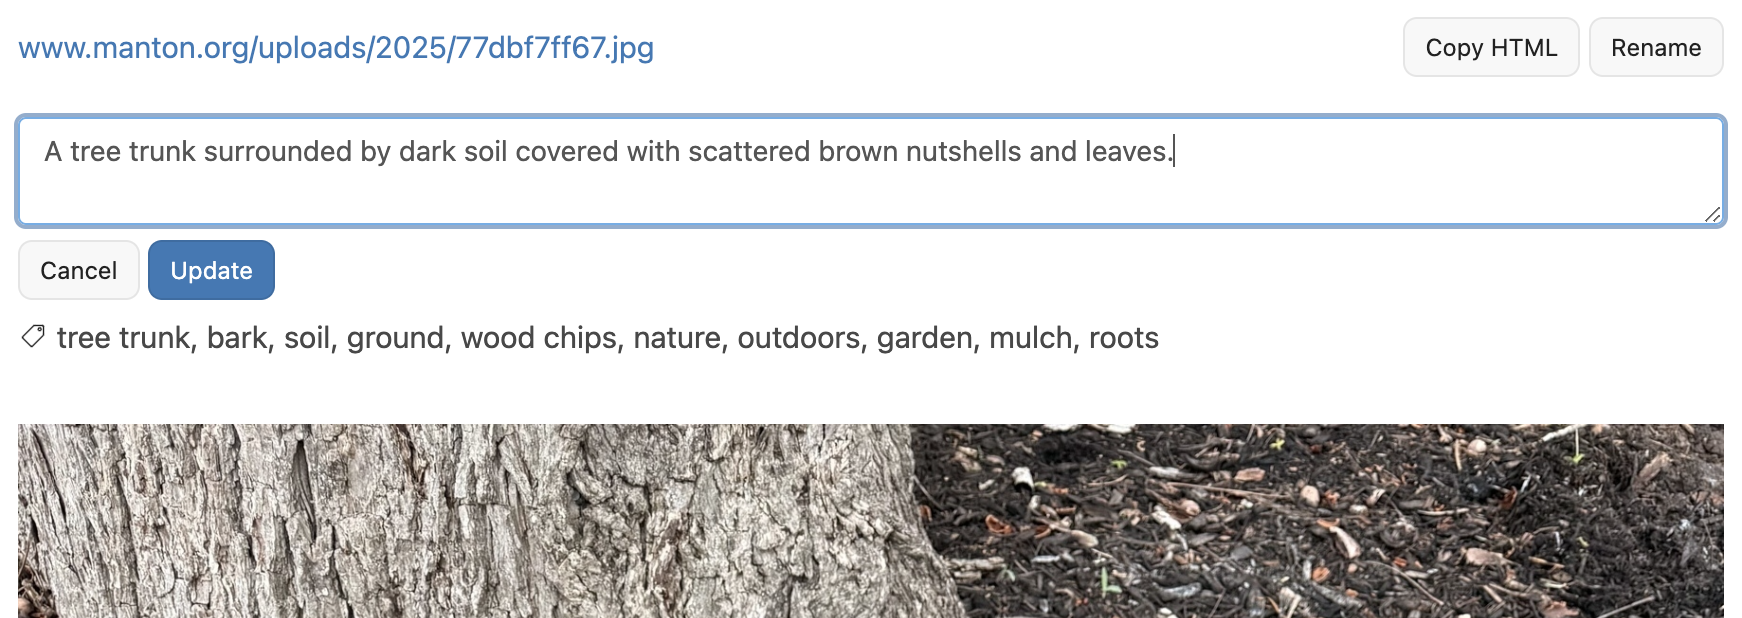 www.manton.org/uploads/2025/77dbf7ff67.jpg
Copy HTML
Rename
A tree trunk surrounded by dark soil covered with scattered brown nutshells and leaves.
Cancel
Update
tree trunk, bark, soil, ground, wood chips, nature, outdoors, garden, mulch, roots